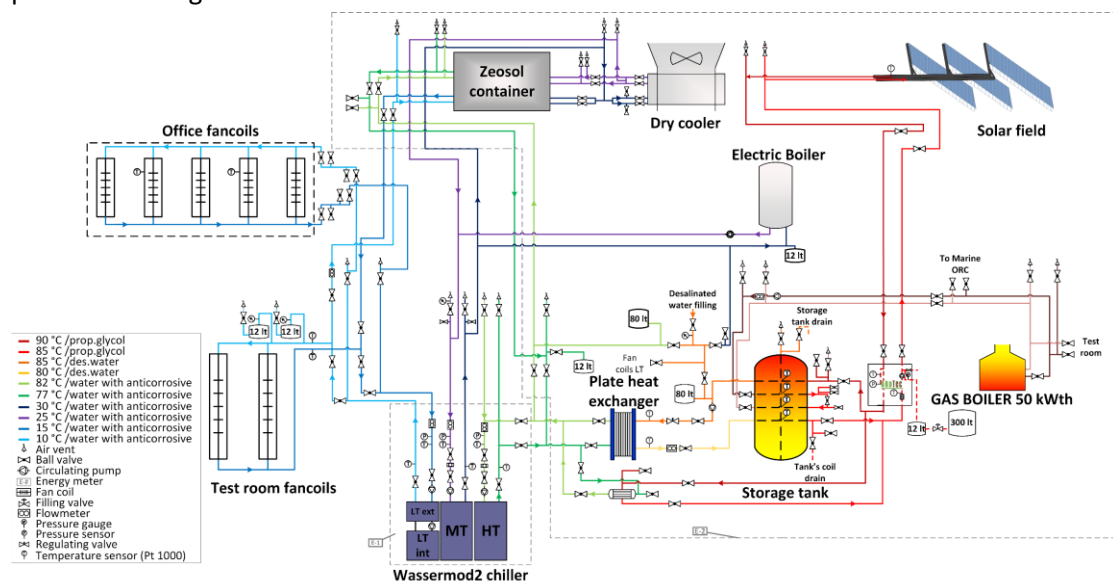 Zeosol
container
Dry cooler
Solar field
Office fancoils
Electric Boiler
12 lt
To Marine
ORC
Desalinated
water filling
80 lt
Storage
tank drain
12 lt
12 lt
Fan
coils LT
12 lt
Test
room
Plate heat
exchanger
80 lt
GAS BOILER 50 kWth
12 lt
300 lt
Tank's coil
drain
Storage tank
Test room fancoils
90 °C /prop.glycol
85 °C /prop.glycol
85 °C /des.water
80 °C /des.water
82 °C /water with anticorrosive
77 °C /water with anticorrosive
30 °C /water with anticorrosive
25 °C /water with anticorrosive
15 °C /water with anticorrosive
10 °C /water with anticorrosive
Air vent
Ball valve
Circulating pump
E-2 Energy meter
Fan coil
Filling valve
Flowmeter
Pressure gauge
Pressure sensor
Regulating valve
Temperature sensor (Pt 1000)
LT ext
LT
int
MT
HT
E-1
E-2
Wassermod2 chiller